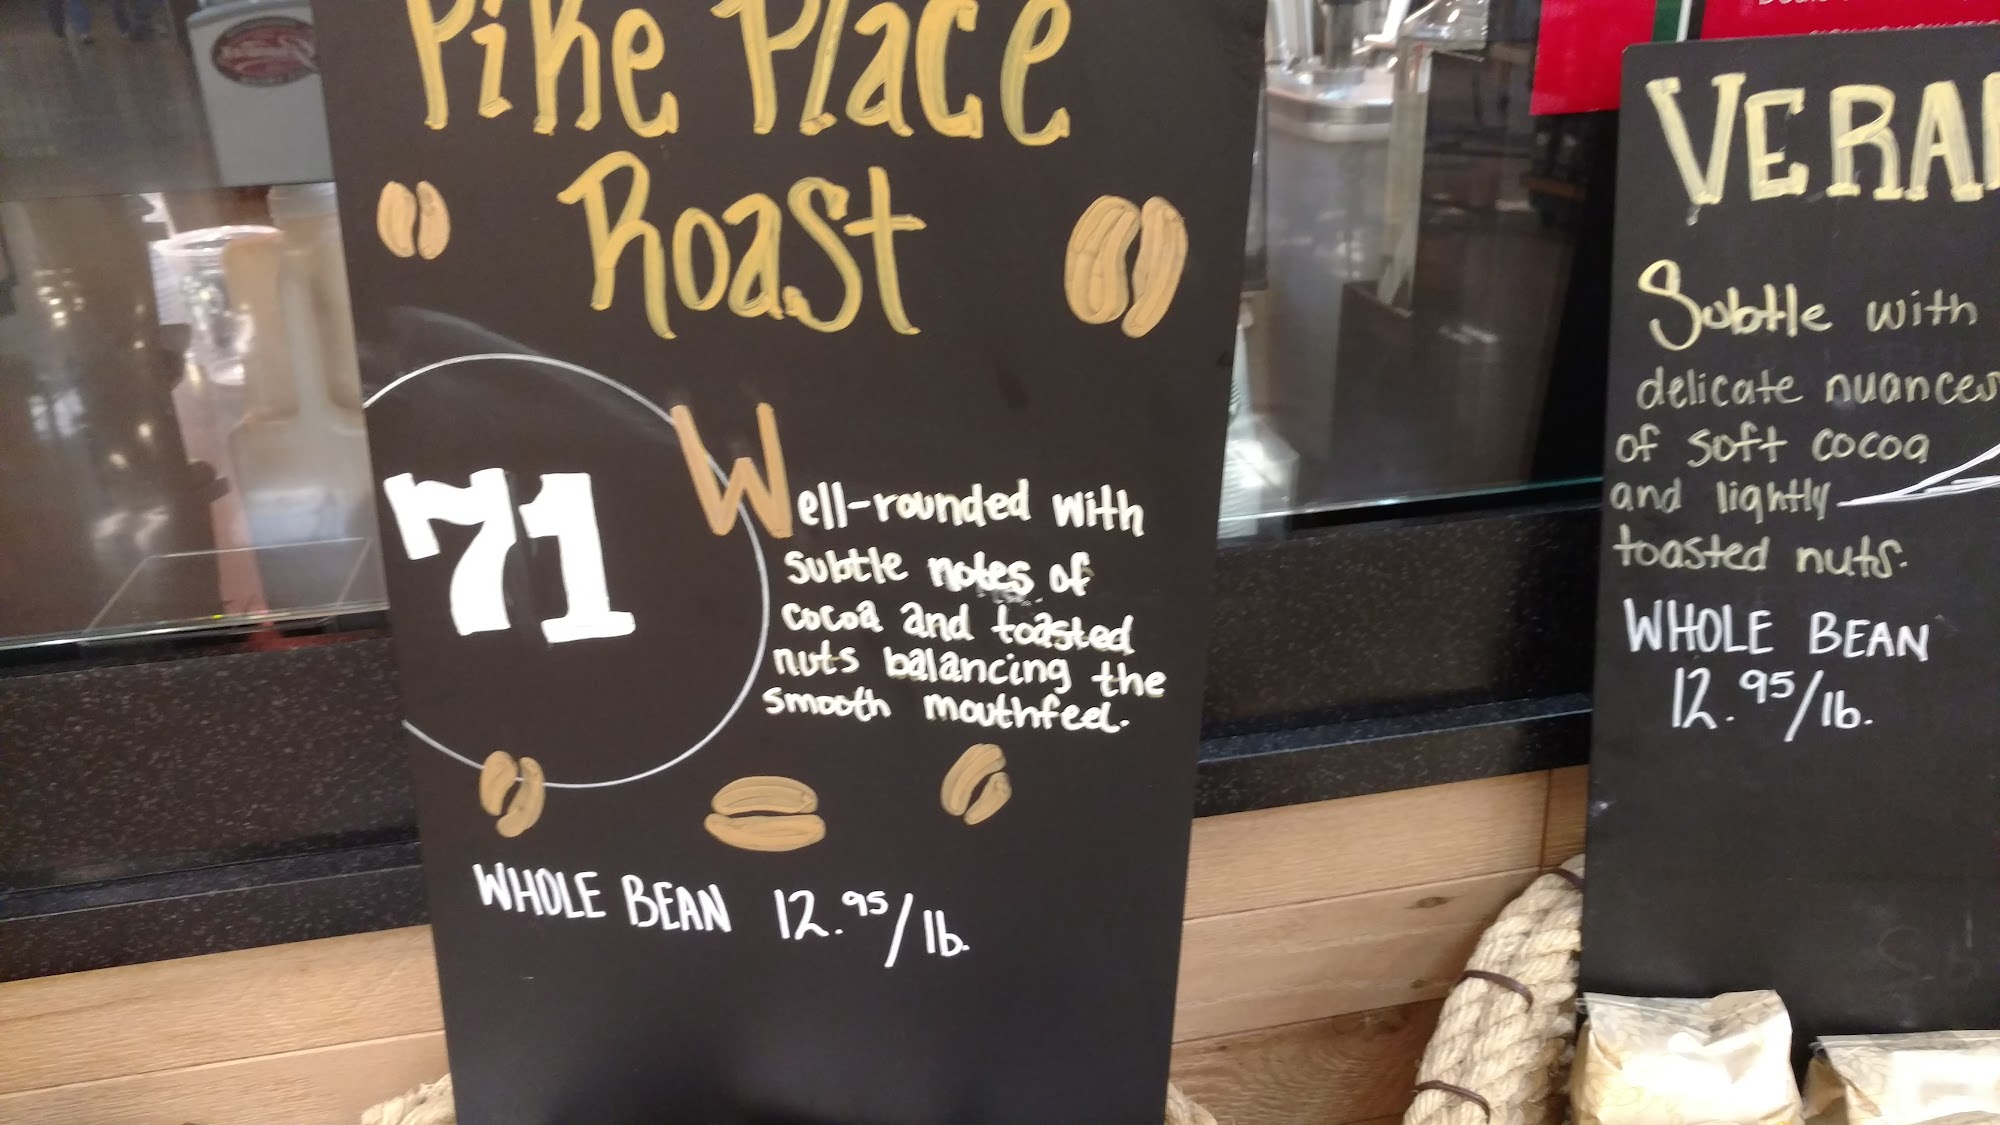 Pike Place
Roast
71
Well-rounded with
subtle notes of
cocoa and toasted
nuts balancing the
smooth mouthfeel.
WHOLE BEAN 12.95/lb.
VERA
Subtle with
delicate nuances
of soft cocoa
and lightly
toasted nuts.
WHOLE BEAN
12.95/lb.